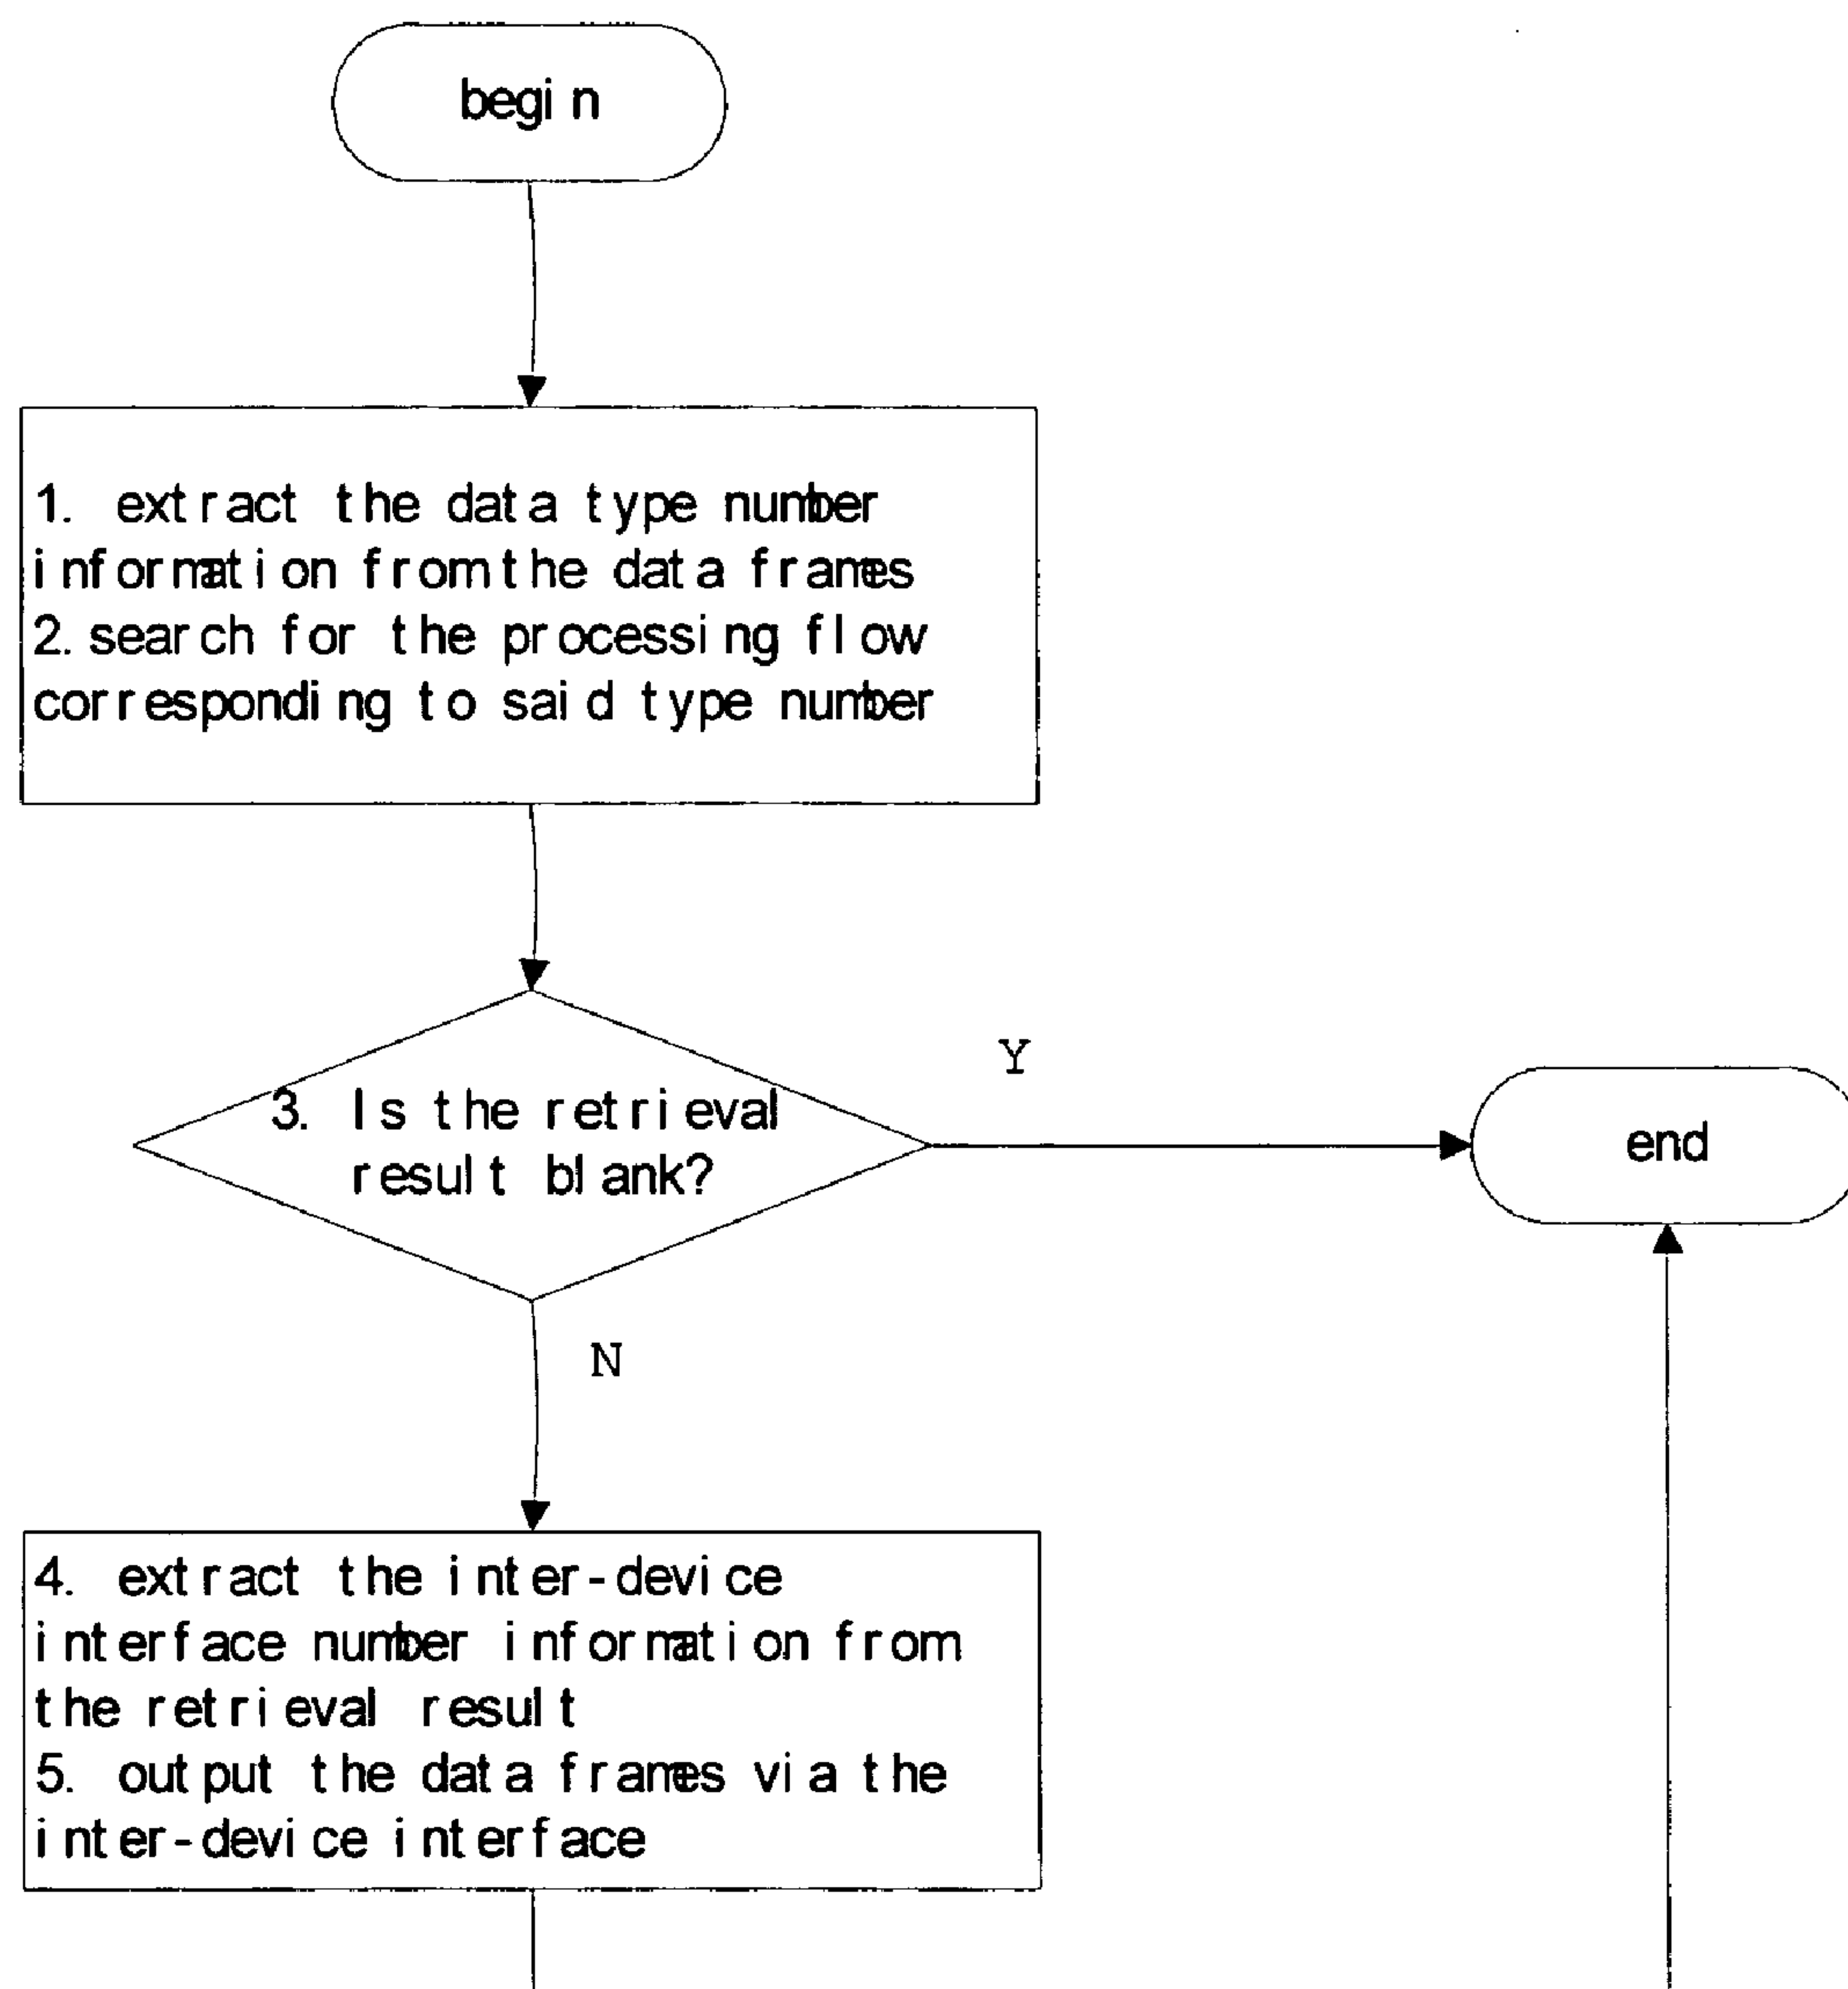 begin
1. extract the data type number
information from the data frames
2. search for the processing flow
corresponding to said type number
3. Is the retrieval
result blank?
Y
end
N
4. extract the inter-device
interface number information from
the retrieval result
5. output the data frames via the
inter-device interface